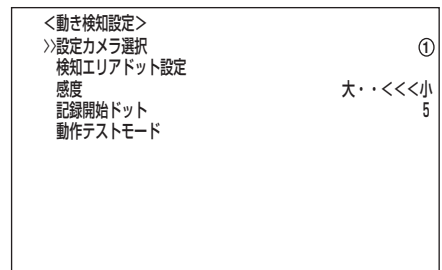 ＜動き検知設定＞
>>設定カメラ選択 ①
検知エリアドット設定
感度 大・・<<<小
記録開始ドット 5
動作テストモード